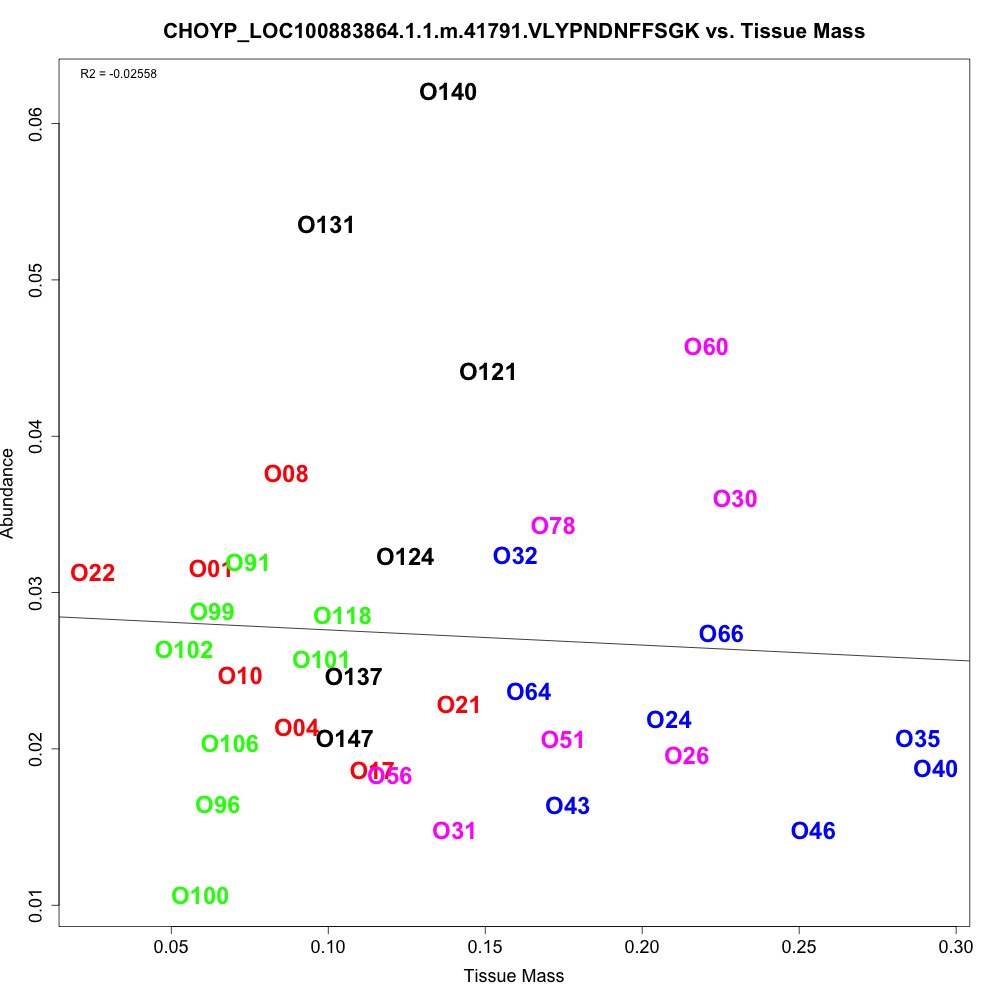 CHOYP_LOC100883864.1.1.m.41791.VLYPNDNFFSGK vs. Tissue Mass
R2 = -0.02558
O140
0.06
O131
0.05
O60
O121
0.04
O08
O30
O78
O124
O32
O91
O01
O22
0.03
O99
O118
O66
O102
O101
O10
O137
O64
O21
O24
O04
O106
O147
O51
O35
0.02
O26
O17
O56
O40
O96
O43
O31
O46
O100
0.01
Abundance
0.05 0.10 0.15 0.20 0.25 0.30
Tissue Mass